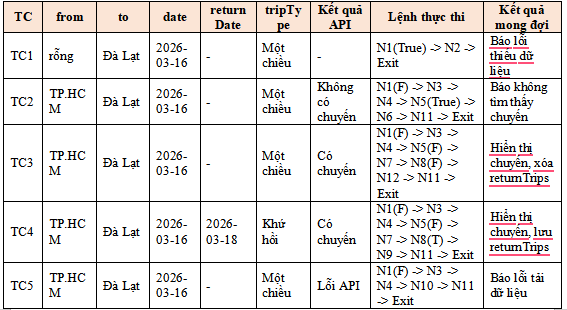 TC from to date return Date tripTy pe Kết quả API Lệnh thực thi Kết quả mong đợi
TC1 rỗng Đà Lạt 2026-03-16 - Một chiều - N1(True) -> N2 -> Exit Báo lỗi thiếu dữ liệu
TC2 TP.HC M Đà Lạt 2026-03-16 - Một chiều Không có chuyến N1(F) -> N3 -> N4 -> N5(True) -> N6 -> N11 -> Exit Báo không tìm thấy chuyến
TC3 TP.HC M Đà Lạt 2026-03-16 - Một chiều Có chuyến N1(F) -> N3 -> N4 -> N5(F) -> N7 -> N8(F) -> N12 -> N11 -> Exit Hiển thị chuyến, xóa returnTrips
TC4 TP.HC M Đà Lạt 2026-03-16 2026-03-18 Khứ hồi Có chuyến N1(F) -> N3 -> N4 -> N5(F) -> N7 -> N8(T) -> N9 -> N11 -> Exit Hiển thị chuyến, lưu returnTrips
TC5 TP.HC M Đà Lạt 2026-03-16 - Một chiều Lỗi API N1(F) -> N3 -> N4 -> N10 -> N11 -> Exit Báo lỗi tải dữ liệu